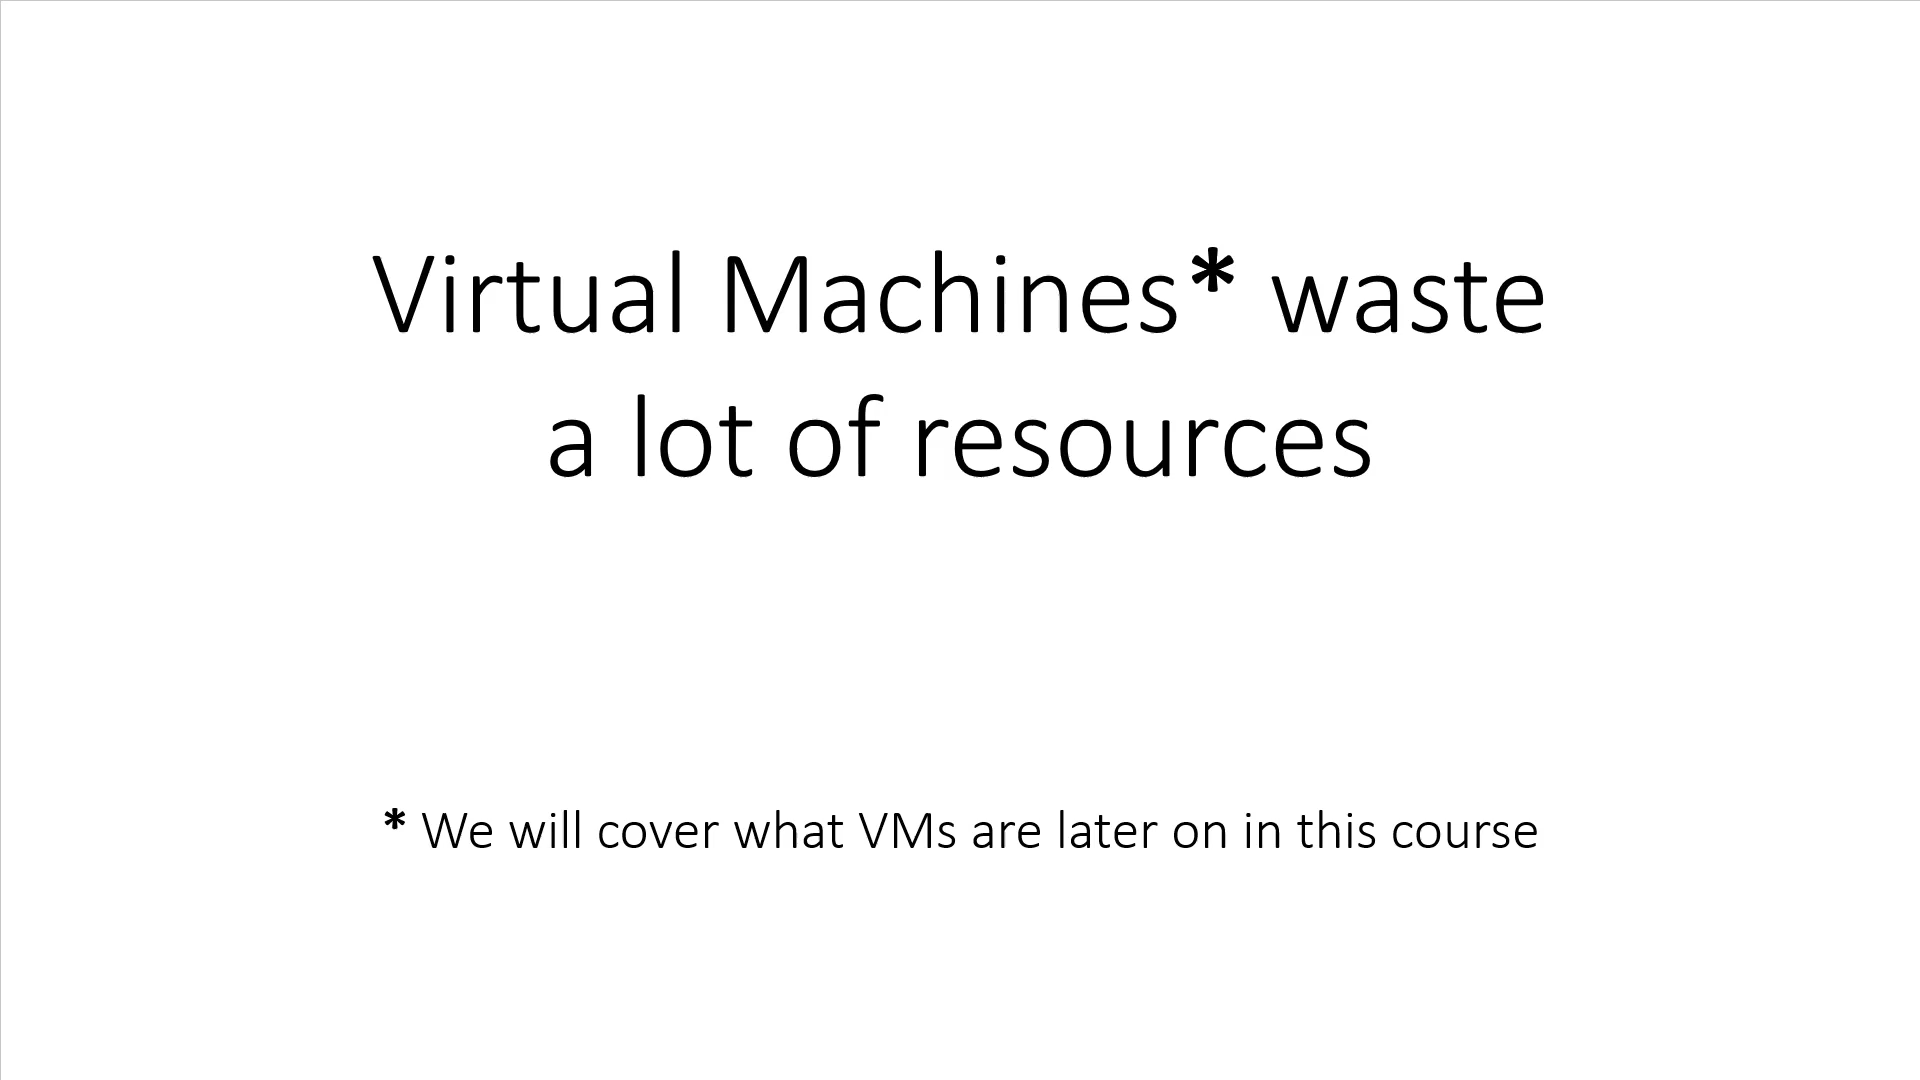 Virtual Machines* waste
a lot of resources
* We will cover what VMs are later on in this course